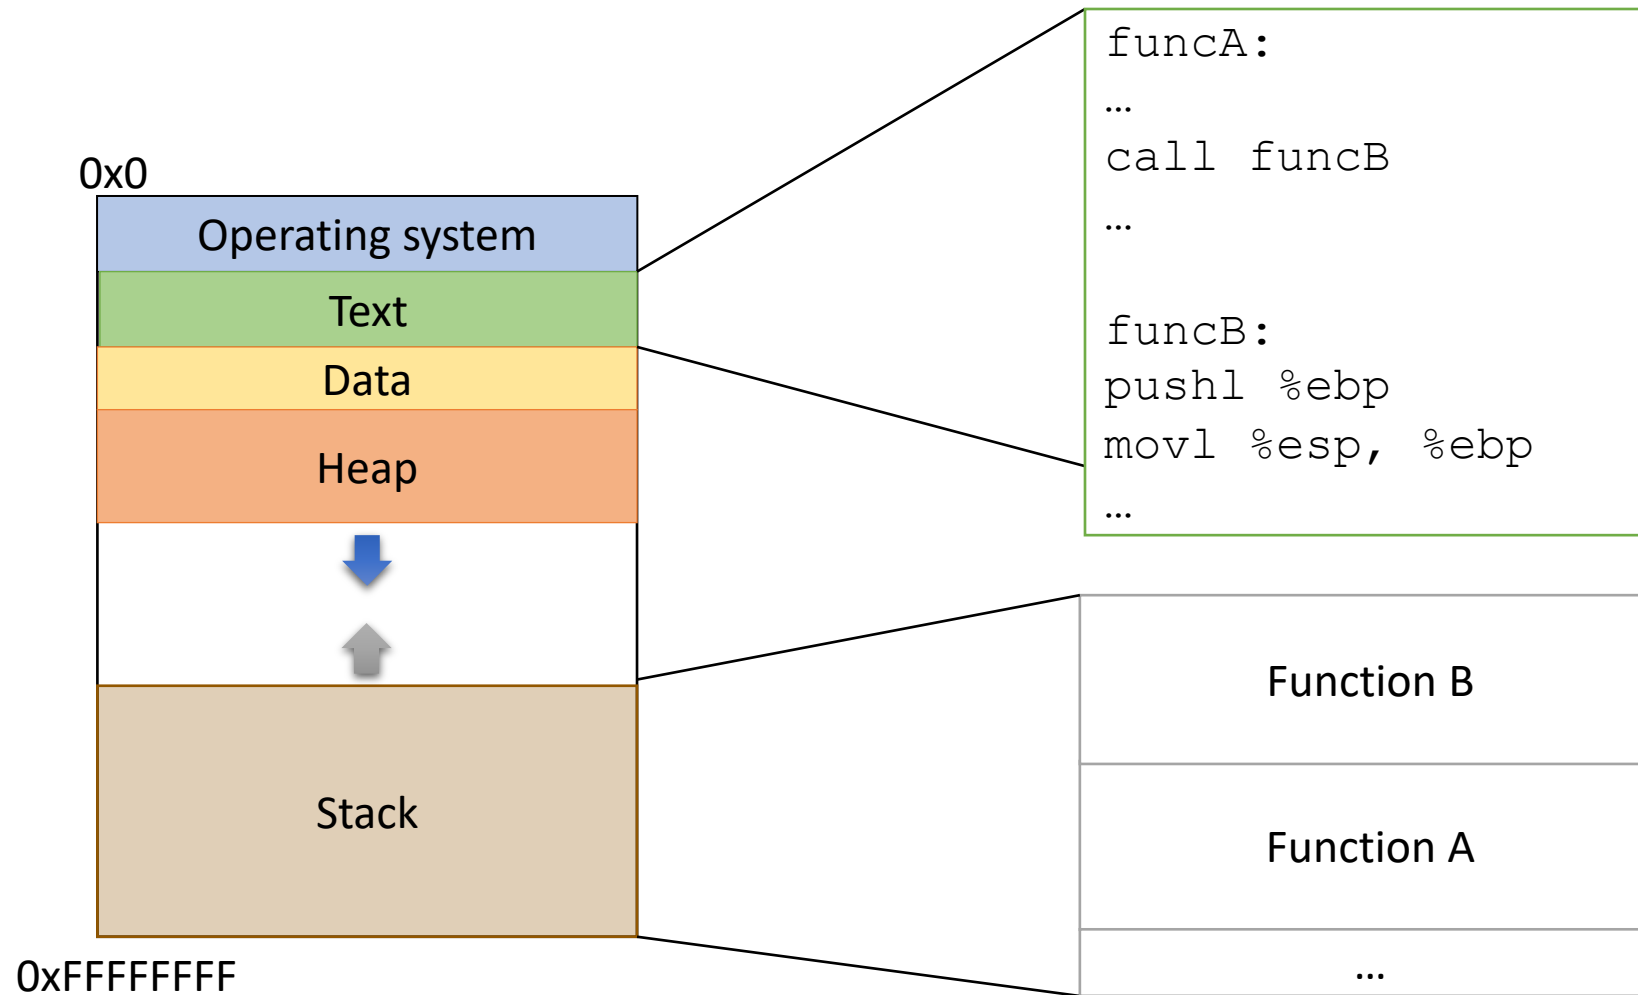 0x0
Operating system
Text
Data
Heap
Stack
0xFFFFFFFF
funcA:
…
call funcB
…
funcB:
pushl %ebp
movl %esp, %ebp
…
Function B
Function A
…